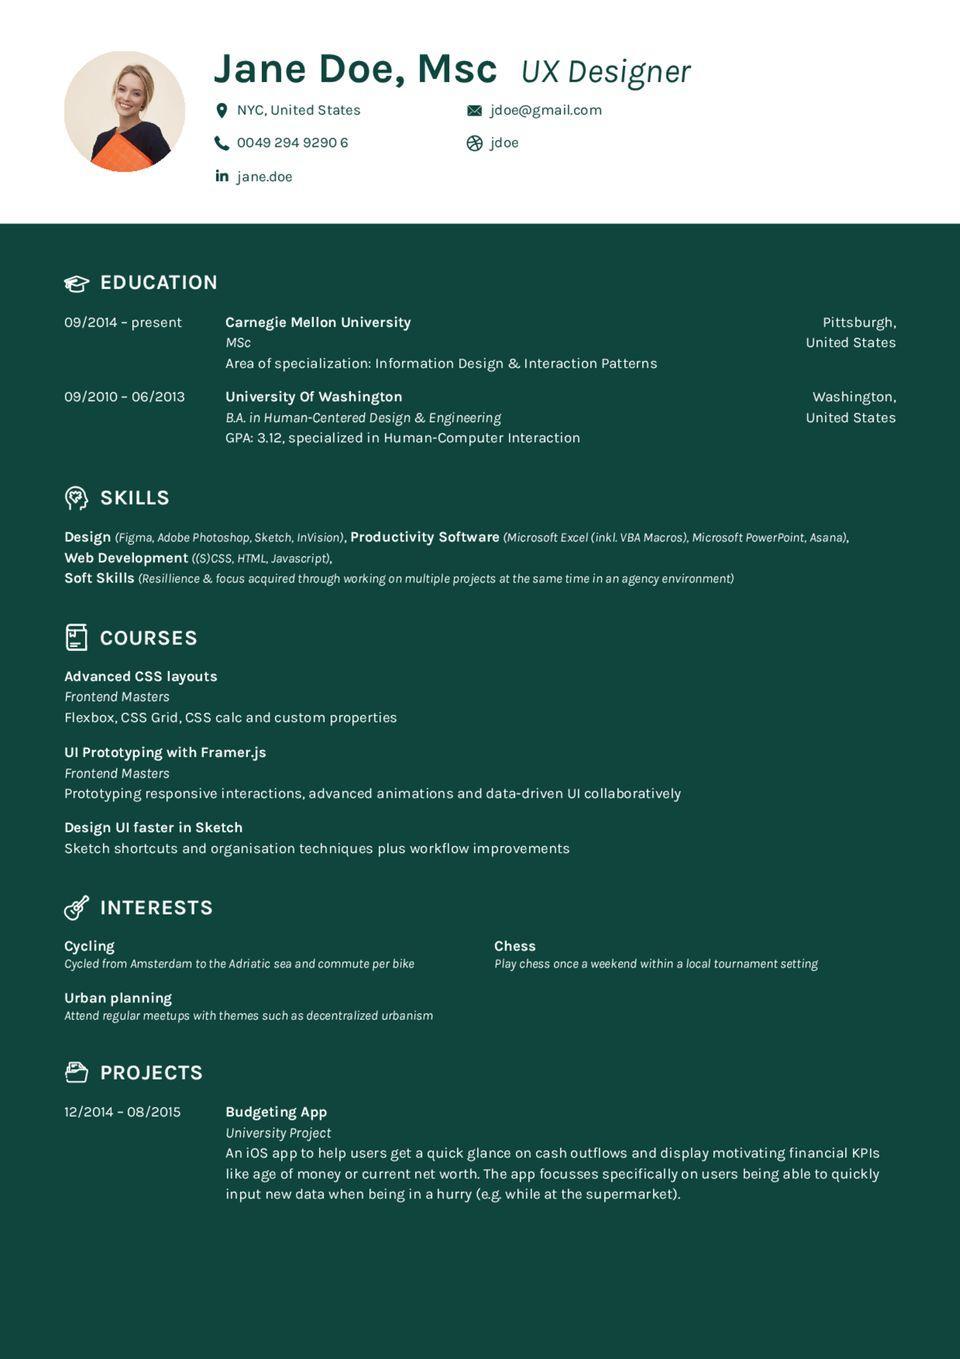 Jane Doe, Msc UX Designer
NYC, United States
jdoe@gmail.com
0049 294 9290 6
jdoe
jane.doe
EDUCATION
09/2014 – present Carnegie Mellon University Pittsburgh,
MSc United States
Area of specialization: Information Design & Interaction Patterns
09/2010 – 06/2013 University Of Washington Washington,
B.A. in Human-Centered Design & Engineering United States
GPA: 3.12, specialized in Human-Computer Interaction
SKILLS
Design (Figma, Adobe Photoshop, Sketch, InVision), Productivity Software (Microsoft Excel (inkl. VBA Macros), Microsoft PowerPoint, Asana),
Web Development ((S)CSS, HTML, Javascript),
Soft Skills (Resillience & focus acquired through working on multiple projects at the same time in an agency environment)
COURSES
Advanced CSS layouts
Frontend Masters
Flexbox, CSS Grid, CSS calc and custom properties
UI Prototyping with Framer.js
Frontend Masters
Prototyping responsive interactions, advanced animations and data-driven UI collaboratively
Design UI faster in Sketch
Sketch shortcuts and organisation techniques plus workflow improvements
INTERESTS
Cycling
Cycled from Amsterdam to the Adriatic sea and commute per bike
Chess
Play chess once a weekend within a local tournament setting
Urban planning
Attend regular meetups with themes such as decentralized urbanism
PROJECTS
12/2014 – 08/2015 Budgeting App
University Project
An iOS app to help users get a quick glance on cash outflows and display motivating financial KPIs
like age of money or current net worth. The app focusses specifically on users being able to quickly
input new data when being in a hurry (e.g. while at the supermarket).